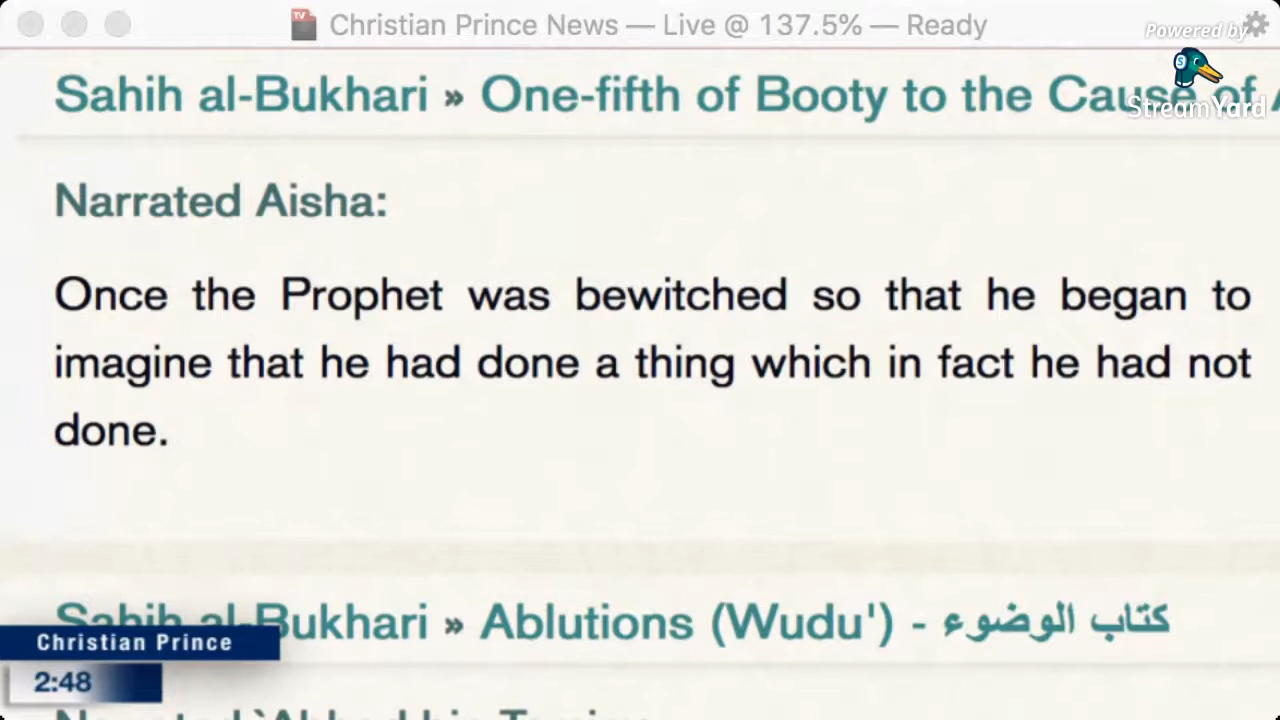 Christian Prince News — Live @ 137.5% — Ready
Powered by
StreamYard
Sahih al-Bukhari » One-fifth of Booty to the Cause of
Narrated Aisha:
Once the Prophet was bewitched so that he began to
imagine that he had done a thing which in fact he had not
done.
Sahih al-Bukhari » Ablutions (Wudu') - كتاب الوضوء
Christian Prince
2:48